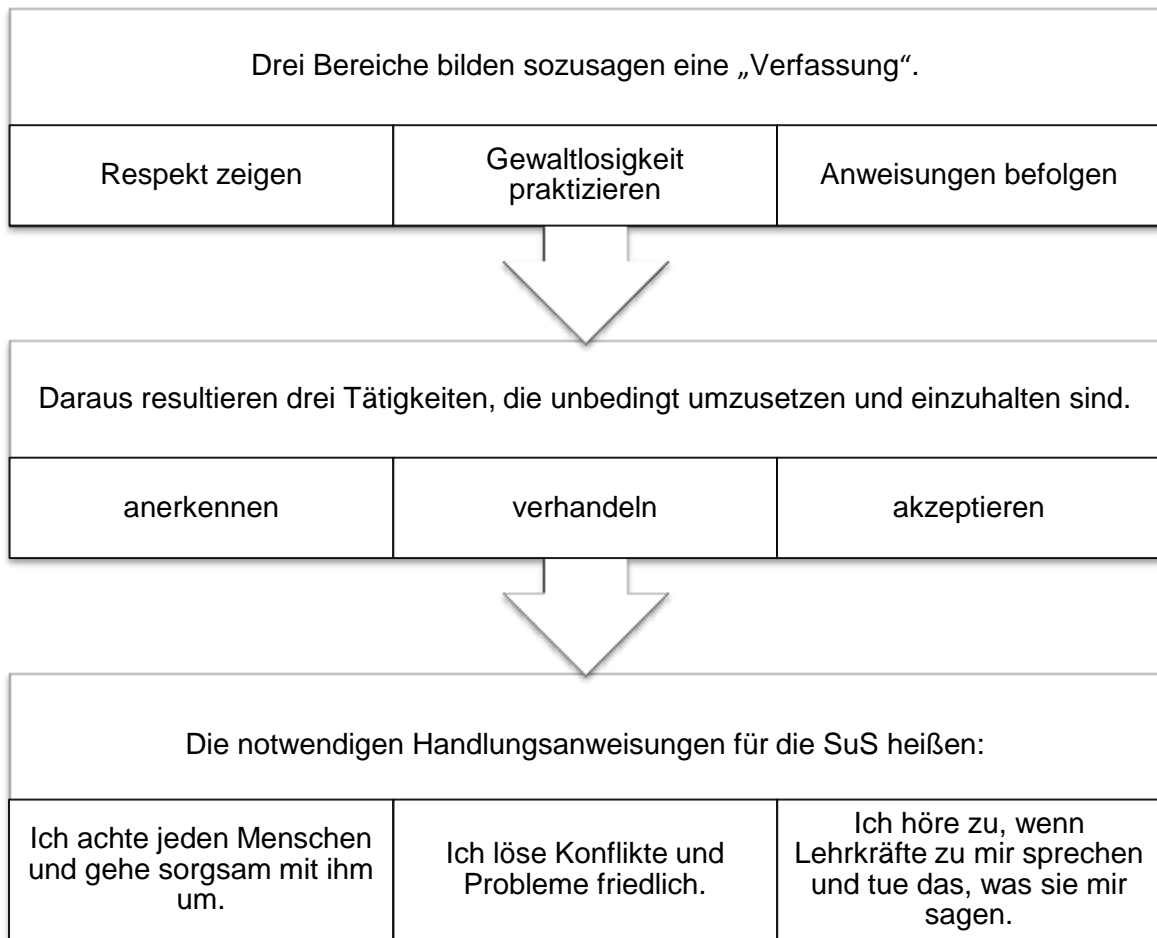 Drei Bereiche bilden sozusagen eine „Verfassung“.
Respekt zeigen
Gewaltlosigkeit
praktizieren
Anweisungen befolgen
Daraus resultieren drei Tätigkeiten, die unbedingt umzusetzen und einzuhalten sind.
anerkennen
verhandeln
akzeptieren
Die notwendigen Handlungsanweisungen für die SuS heißen:
Ich achte jeden Menschen
und gehe sorgsam mit ihm
um.
Ich löse Konflikte und
Probleme friedlich.
Ich höre zu, wenn
Lehrkräfte zu mir sprechen
und tue das, was sie mir
sagen.